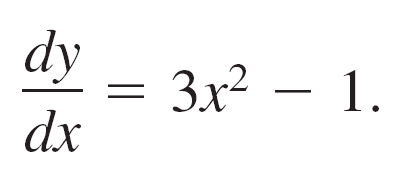 dy/dx = 3x² − 1.